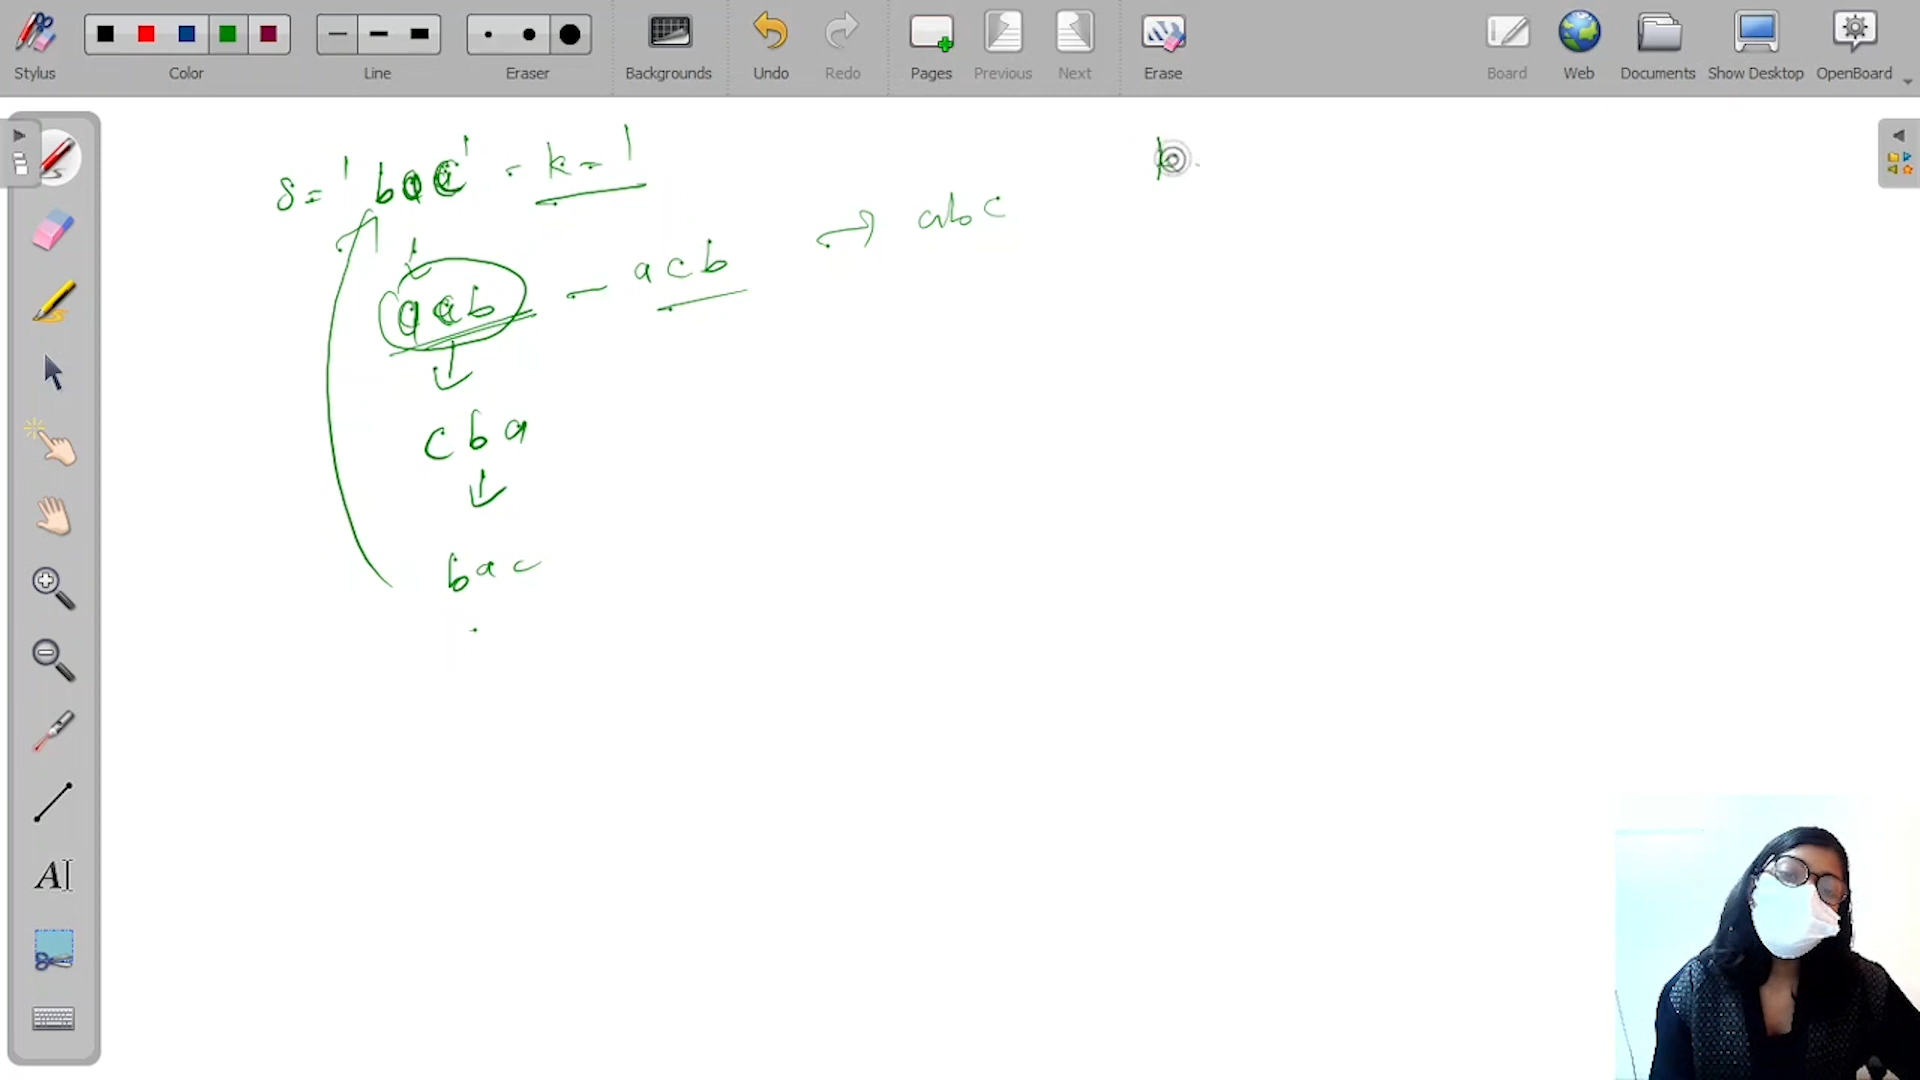 Stylus
Color
Line
Eraser
Backgrounds
Undo
Redo
Pages
Previous
Next
Erase
Board
Web
Documents
Show Desktop
OpenBoard
k
k = 1
abc
acb
cba
bac
A